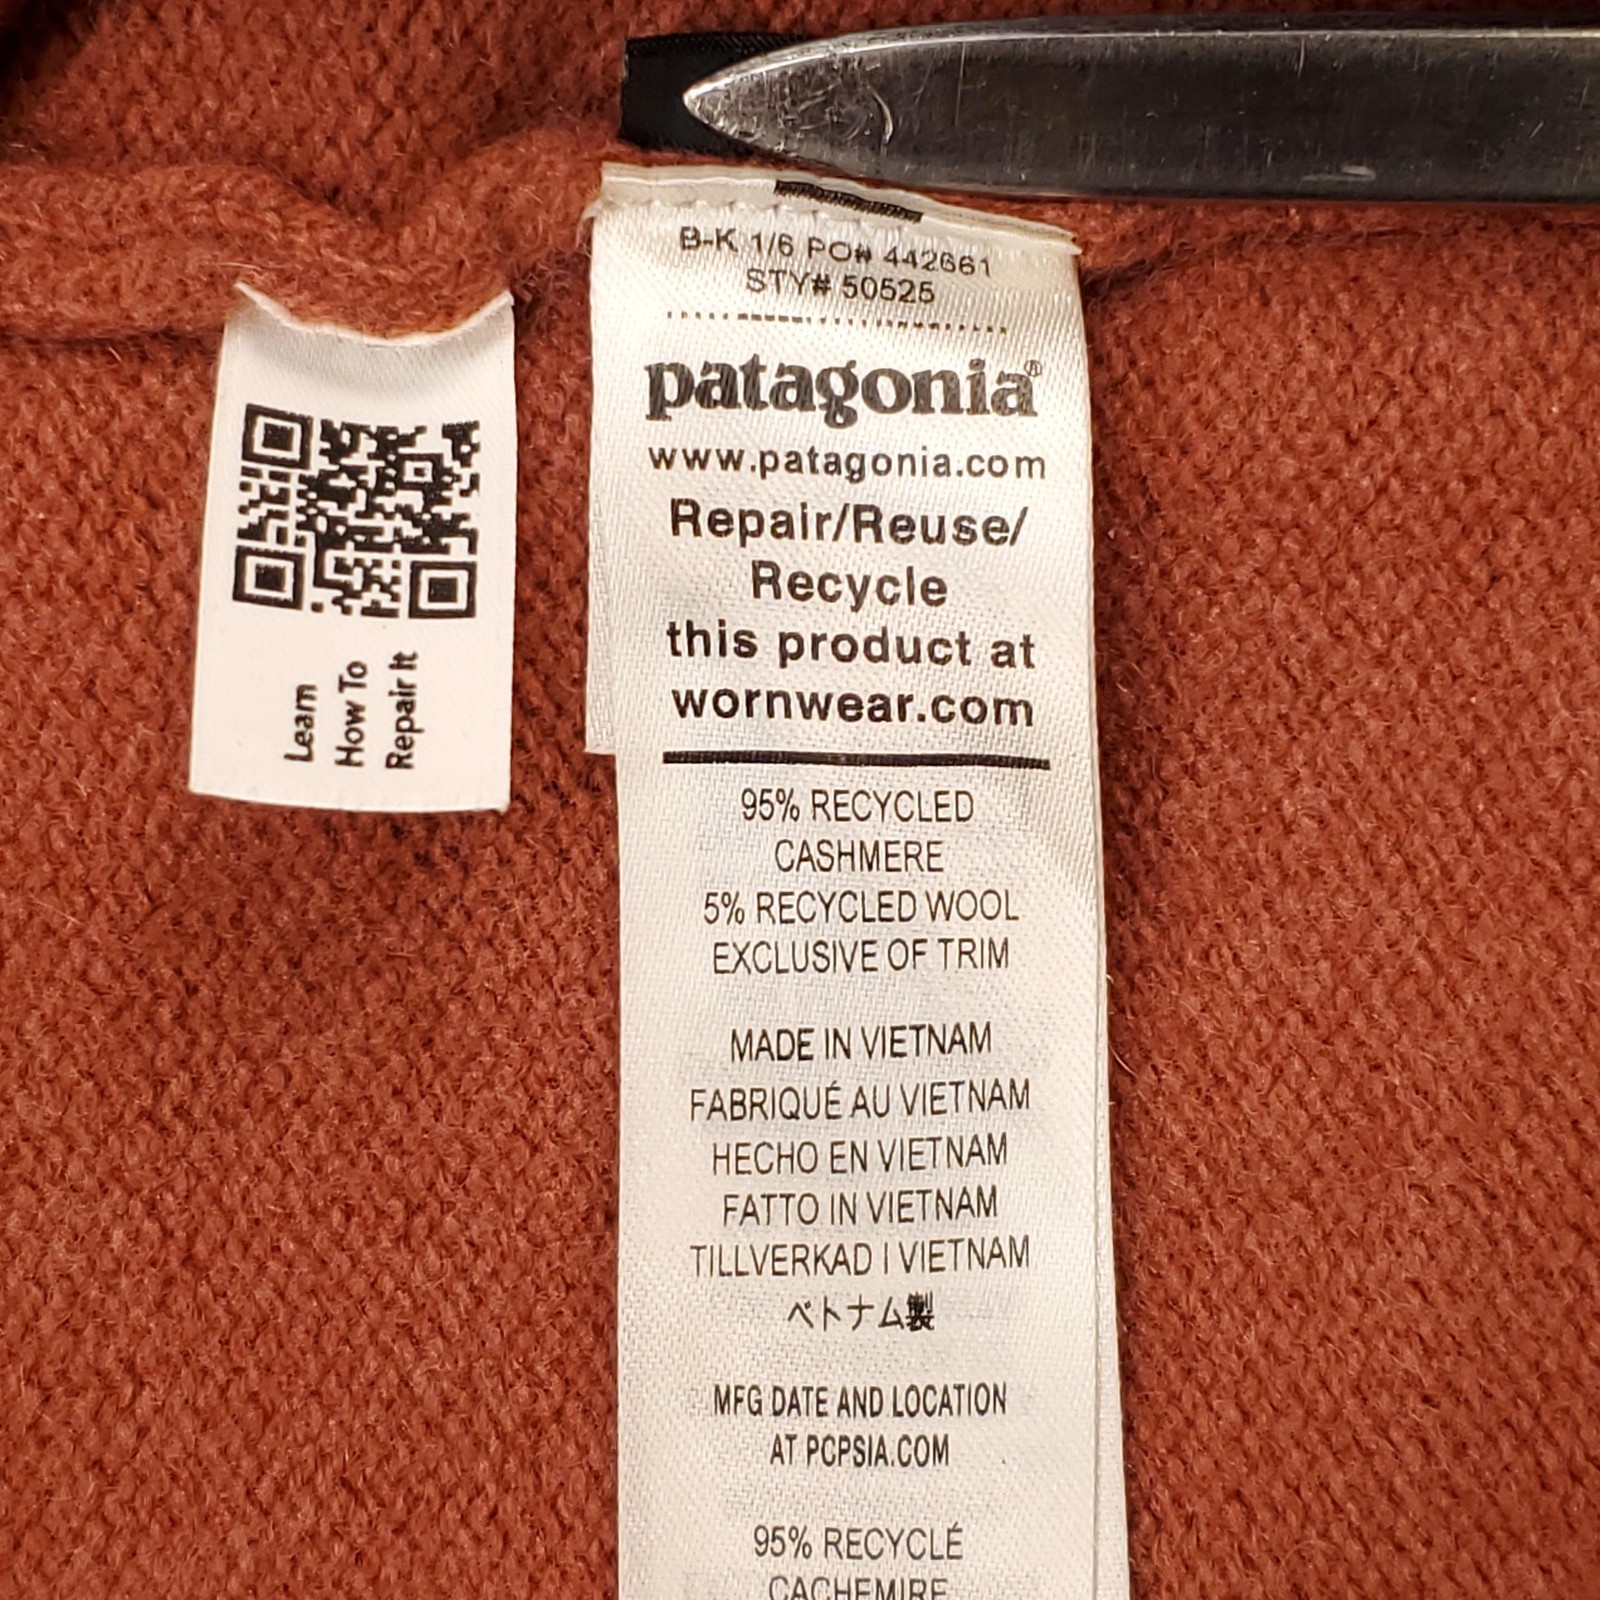 B-K 1/6 PO# 442661
STY# 50525
patagonia®
www.patagonia.com
Repair/Reuse/
Recycle
this product at
wornwear.com
95% RECYCLED
CASHMERE
5% RECYCLED WOOL
EXCLUSIVE OF TRIM
MADE IN VIETNAM
FABRIQUÉ AU VIETNAM
HECHO EN VIETNAM
FATTO IN VIETNAM
TILLVERKAD I VIETNAM
ベトナム製
MFG DATE AND LOCATION
AT PCPSIA.COM
95% RECYCLÉ
CACHEMIRE
Learn
How To
Repair It